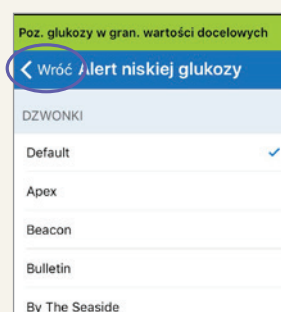 Poz. glukozy w gran. wartości docelowych
Wróć Alert niskiej glukozy
DZWONKI
Default
Apex
Beacon
Bulletin
By The Seaside